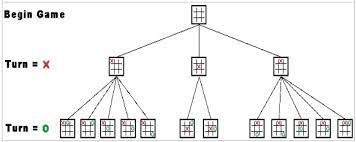 Begin Game
Turn = X
Turn = O